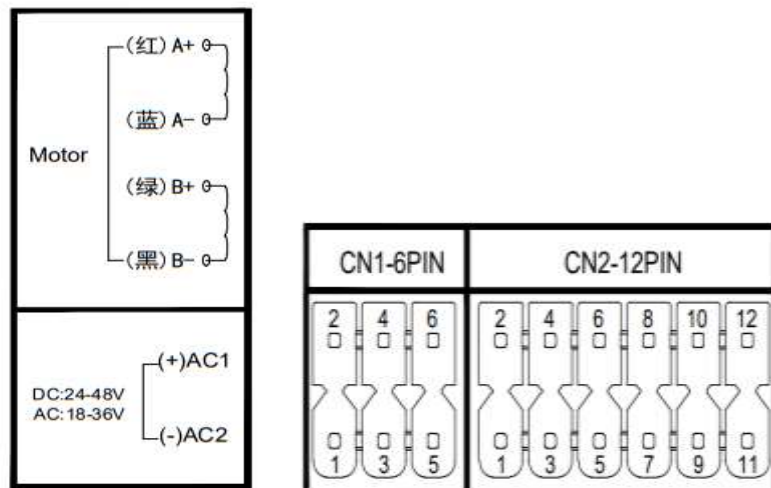 (红) A+
(蓝) A-
Motor
(绿) B+
(黑) B-
(+)AC1
DC:24-48V
AC:18-36V
(-)AC2
CN1-6PIN CN2-12PIN
2 4 6 2 4 6 8 10 12
1 3 5 1 3 5 7 9 11